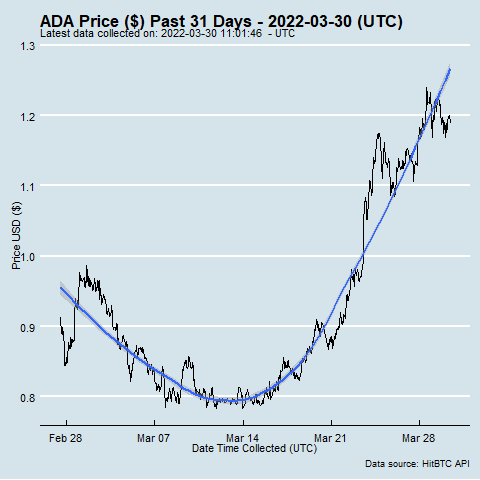 ADA Price ($) Past 31 Days - 2022-03-30 (UTC)
Latest data collected on: 2022-03-30 11:01:46 - UTC
1.3
1.2
1.1
1.0
0.9
0.8
Price USD ($)
Feb 28 Mar 07 Mar 14 Mar 21 Mar 28
Date Time Collected (UTC)
Data source: HitBTC API